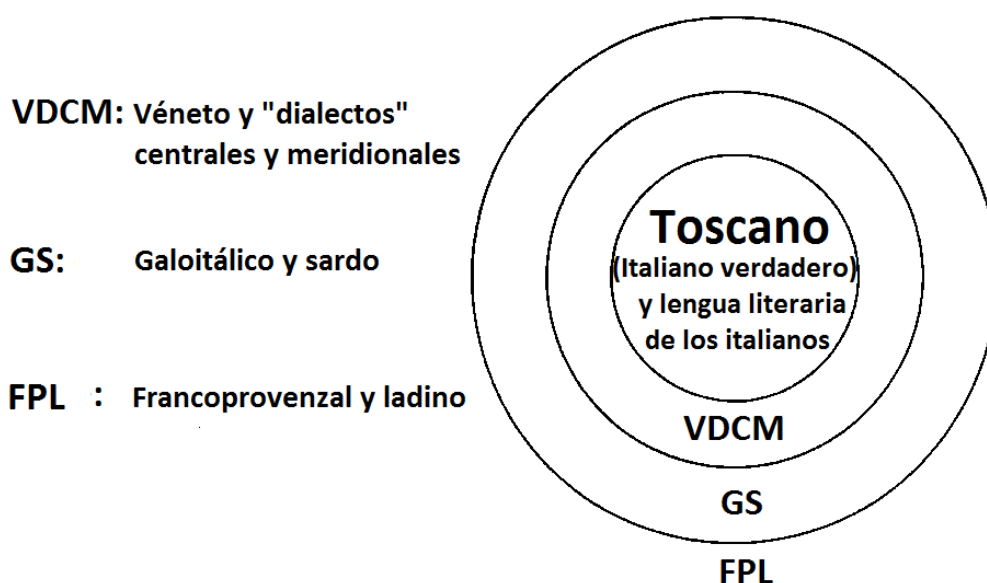 VDCM: Véneto y "dialectos"
centrales y meridionales
GS: Galoitálico y sardo
FPL : Francoprovenzal y ladino
Toscano
(Italiano verdadero)
y lengua literaria
de los italianos
VDCM
GS
FPL